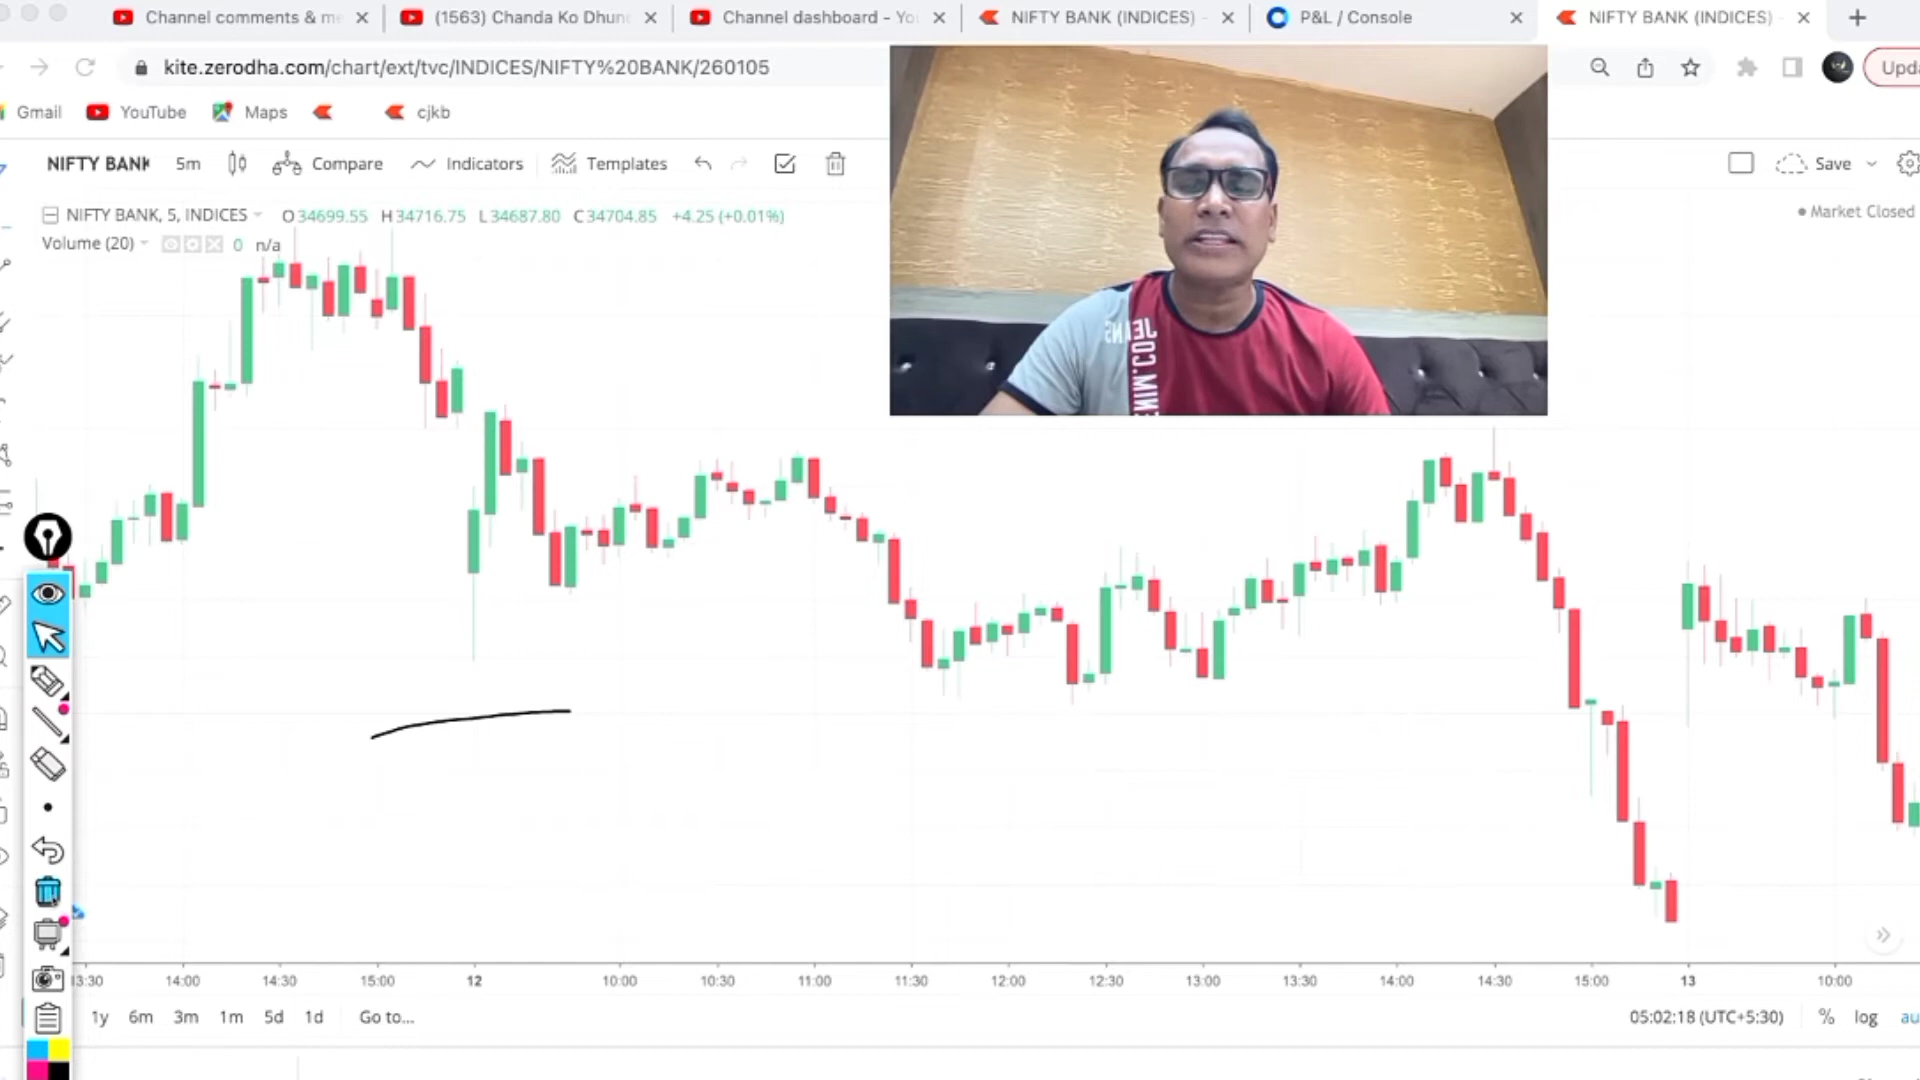 Channel comments & me
(1563) Chanda Ko Dhun
Channel dashboard - Yo
NIFTY BANK (INDICES) -
P&L / Console
NIFTY BANK (INDICES) -
kite.zerodha.com/chart/ext/tvc/INDICES/NIFTY%20BANK/260105
Upda
Gmail
YouTube
Maps
cjkb
NIFTY BANK
5m
Compare
Indicators
Templates
Save
NIFTY BANK, 5, INDICES
O34699.55 H34716.75 L34687.80 C34704.85 +4.25 (+0.01%)
Market Closed
Volume (20)
0 n/a
JEANS
JCO.MIN
13:30 14:00 14:30 15:00 12 10:00 10:30 11:00 11:30 12:00 12:30 13:00 13:30 14:00 14:30 15:00 13 10:00
1y 6m 3m 1m 5d 1d Go to...
05:02:18 (UTC+5:30) % log au